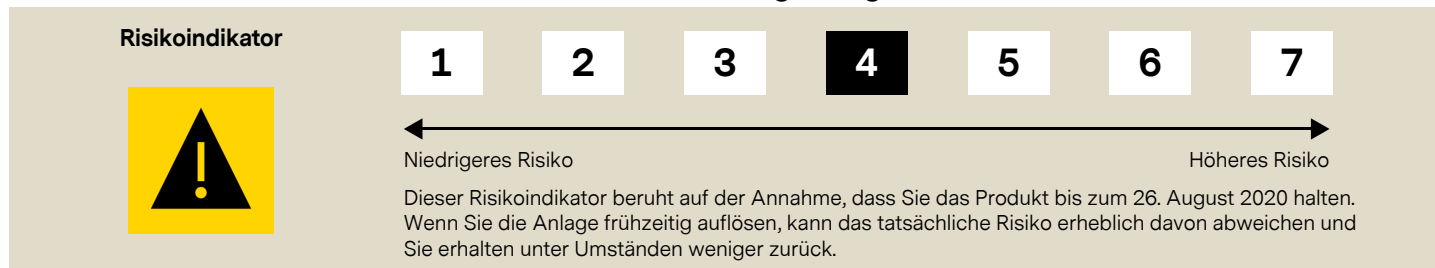 Risikoindikator
1 2 3 4 5 6 7
Niedrigeres Risiko Höheres Risiko
Dieser Risikoindikator beruht auf der Annahme, dass Sie das Produkt bis zum 26. August 2020 halten.
Wenn Sie die Anlage frühzeitig auflösen, kann das tatsächliche Risiko erheblich davon abweichen und
Sie erhalten unter Umständen weniger zurück.